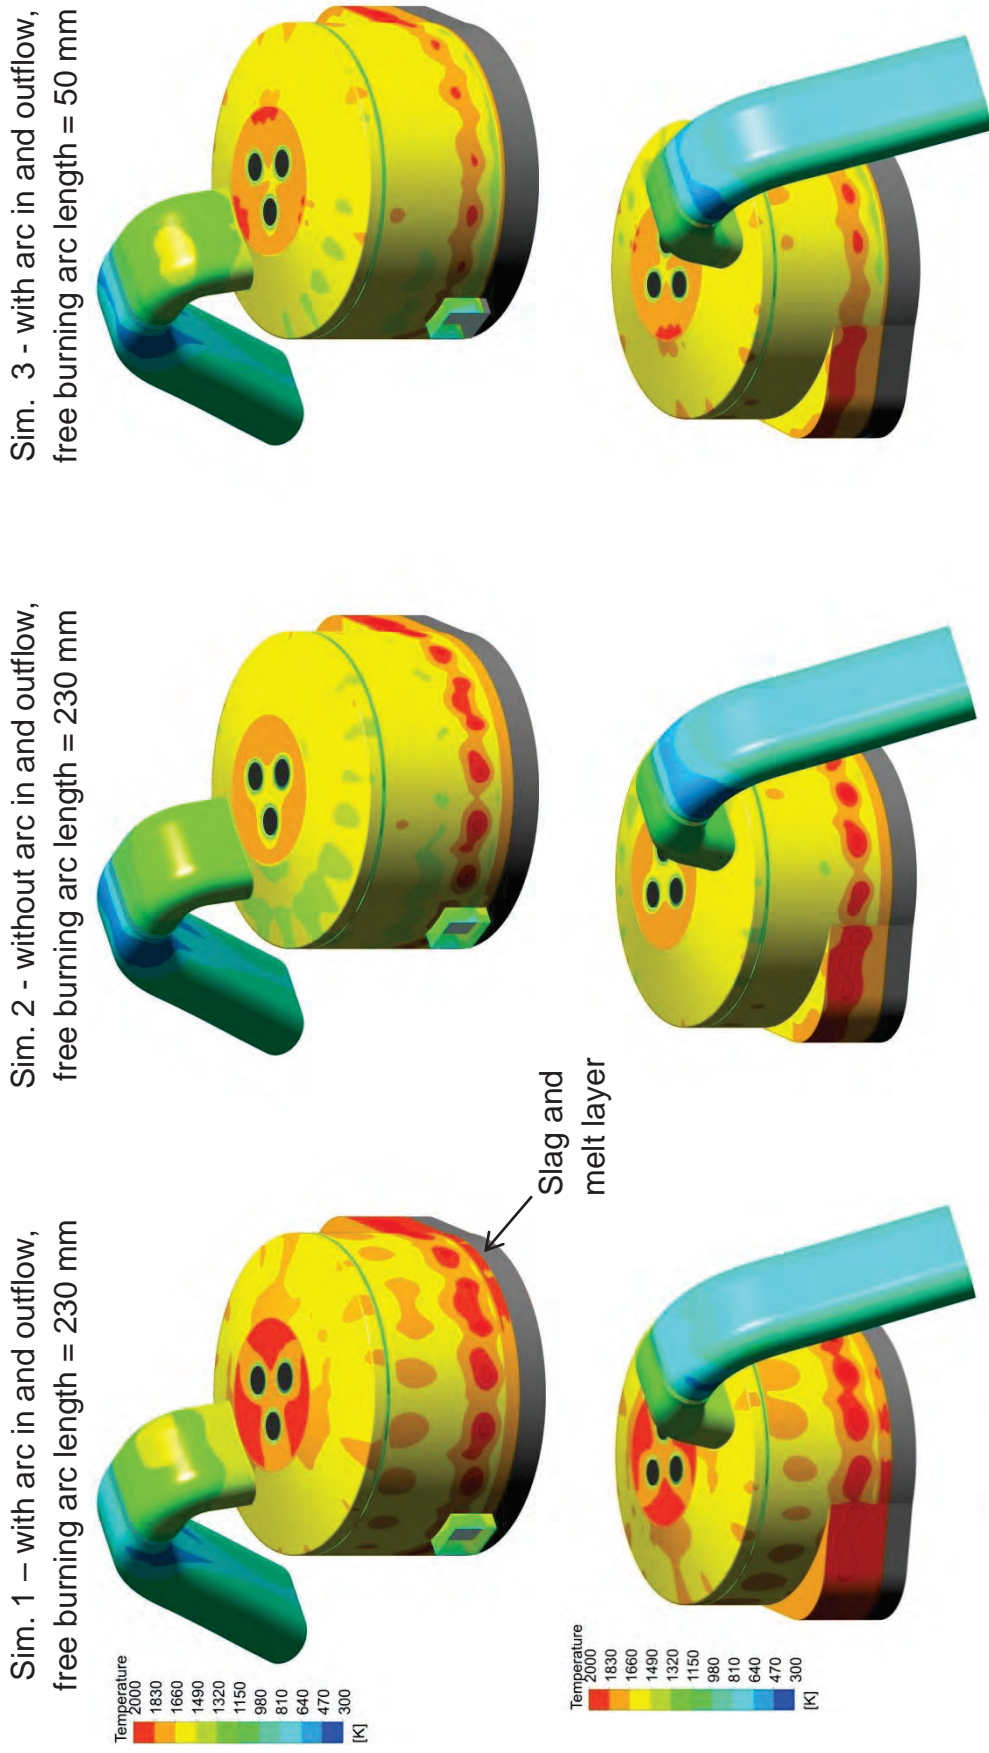 Sim. 1 – with arc in and outflow,
free burning arc length = 230 mm
Sim. 2 - without arc in and outflow,
free burning arc length = 230 mm
Sim. 3 - with arc in and outflow,
free burning arc length = 50 mm
Temperature
2000
1830
1660
1490
1320
1150
980
810
640
470
300
[K]
Slag and
melt layer
Temperature
2000
1830
1660
1490
1320
1150
980
810
640
470
300
[K]